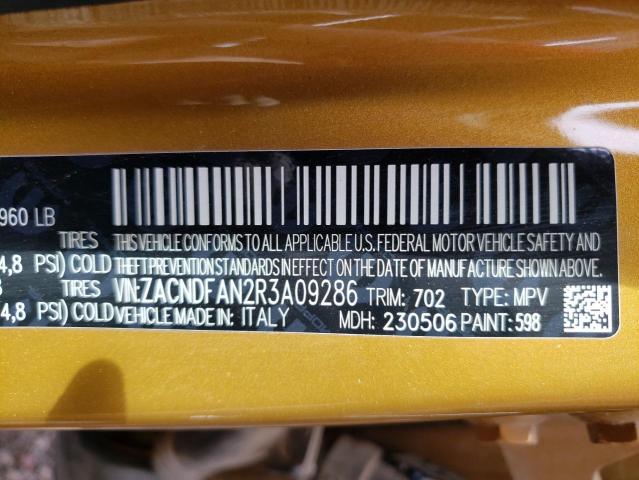 960 LB
TIRES THIS VEHICLE CONFORMS TO ALL APPLICABLE U.S. FEDERAL MOTOR VEHICLE SAFETY AND
4,8 PSI) COLD THEFT PREVENTION STANDARDS IN EFFECT ON THE DATE OF MANUFACTURE SHOWN ABOVE.
8 TIRES VIN:ZACNDFAN2R3A09286 TRIM: 702 TYPE: MPV
4,8 PSI) COLD VEHICLE MADE IN: ITALY MDH: 230506 PAINT: 598